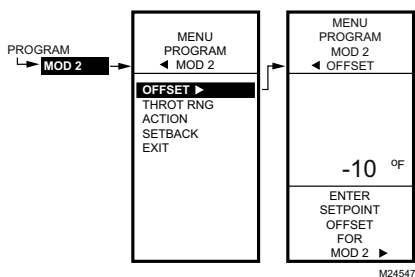 PROGRAM
MOD 2
MENU
PROGRAM
◄ MOD 2
OFFSET ►
THROT RNG
ACTION
SETBACK
EXIT
MENU
PROGRAM
MOD 2
◄ OFFSET
-10 ºF
ENTER
SETPOINT
OFFSET
FOR
MOD 2 ►
M24547